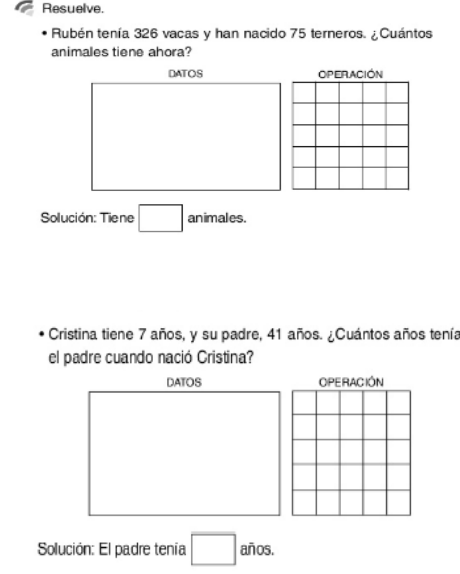 Resuelve.
• Rubén tenía 326 vacas y han nacido 75 terneros. ¿Cuántos
animales tiene ahora?
DATOS OPERACIÓN
Solución: Tiene animales.
• Cristina tiene 7 años, y su padre, 41 años. ¿Cuántos años tenía
el padre cuando nació Cristina?
DATOS OPERACIÓN
Solución: El padre tenía años.